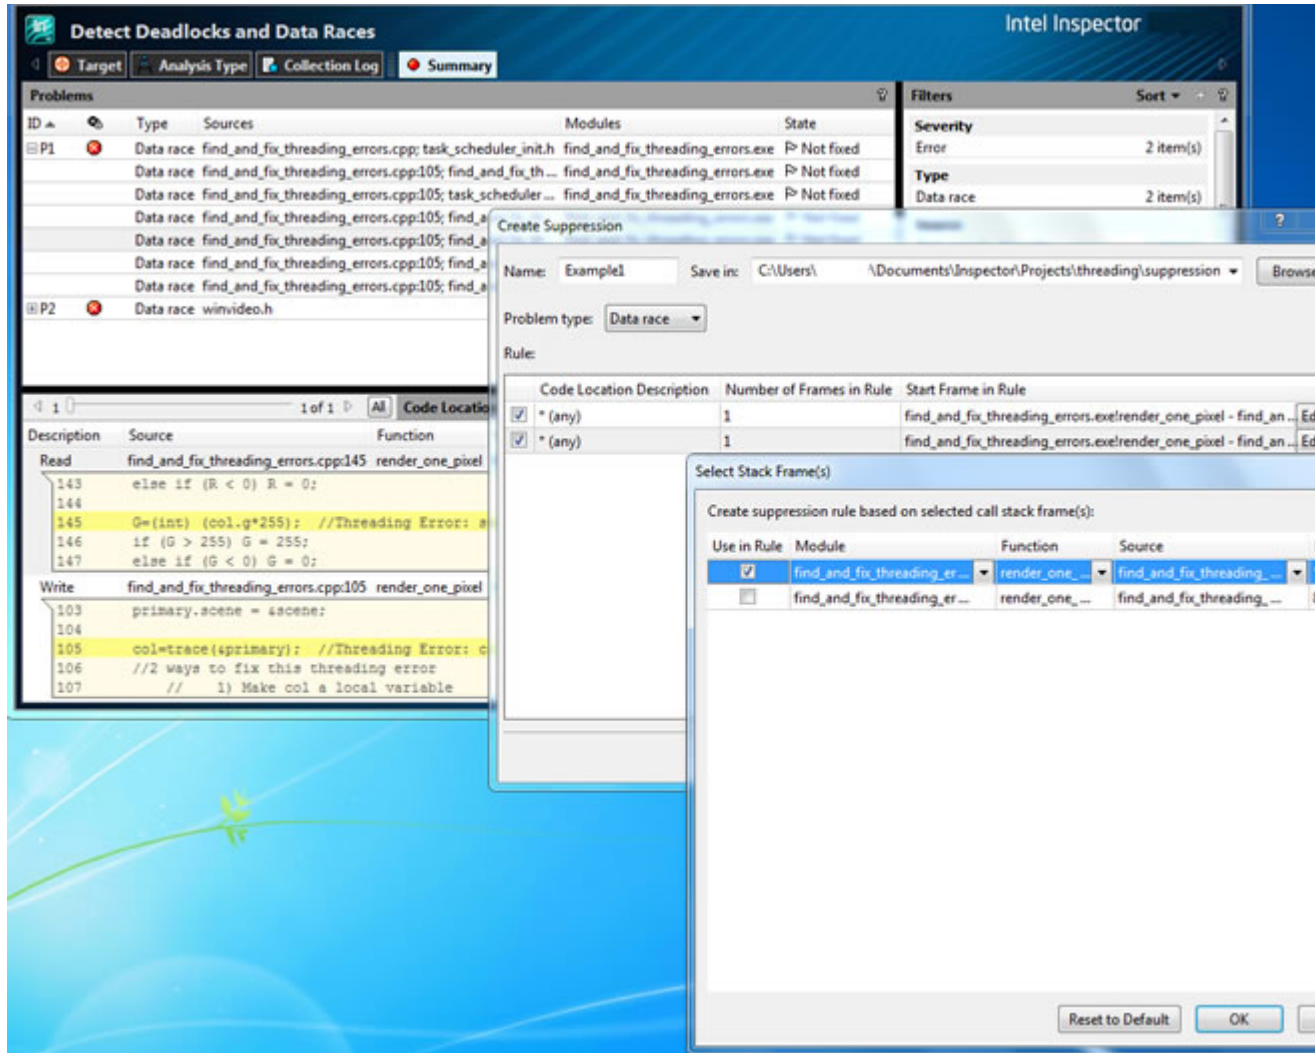 Detect Deadlocks and Data Races
Intel Inspector
Target Analysis Type Collection Log Summary
Problems
ID Type Sources Modules State
P1 Data race find_and_fix_threading_errors.cpp; task_scheduler_init.h find_and_fix_threading_errors.exe Not fixed
Data race find_and_fix_threading_errors.cpp:105; find_and_fix_th... find_and_fix_threading_errors.exe Not fixed
Data race find_and_fix_threading_errors.cpp:105; task_scheduler... find_and_fix_threading_errors.exe Not fixed
Data race find_and_fix_threading_errors.cpp:105; find_a
Data race find_and_fix_threading_errors.cpp:105; find_a
Data race find_and_fix_threading_errors.cpp:105; find_a
Data race find_and_fix_threading_errors.cpp:105; find_a
P2 Data race winvideo.h
Filters Sort
Severity
Error 2 item(s)
Type
Data race 2 item(s)
1 1 of 1 All Code Locatio
Description Source Function
Read find_and_fix_threading_errors.cpp:145 render_one_pixel
143 else if (R < 0) R = 0;
144
145 G=(int) (col.g*255); //Threading Error: s
146 if (G > 255) G = 255;
147 else if (G < 0) G = 0;
Write find_and_fix_threading_errors.cpp:105 render_one_pixel
103 primary.scene = &scene;
104
105 col=trace(&primary); //Threading Error: c
106 //2 ways to fix this threading error
107 // 1) Make col a local variable
Create Suppression ?
Name: Example1 Save in: C:\Users\ \Documents\Inspector\Projects\threading\suppression Browse
Problem type: Data race
Rule:
Code Location Description Number of Frames in Rule Start Frame in Rule
* (any) 1 find_and_fix_threading_errors.exe!render_one_pixel - find_an ... Ed
* (any) 1 find_and_fix_threading_errors.exe!render_one_pixel - find_an ... Ed
Select Stack Frame(s)
Create suppression rule based on selected call stack frame(s):
Use in Rule Module Function Source
find_and_fix_threading_er... render_one_... find_and_fix_threading_...
find_and_fix_threading_er... render_one_... find_and_fix_threading_...
Reset to Default OK